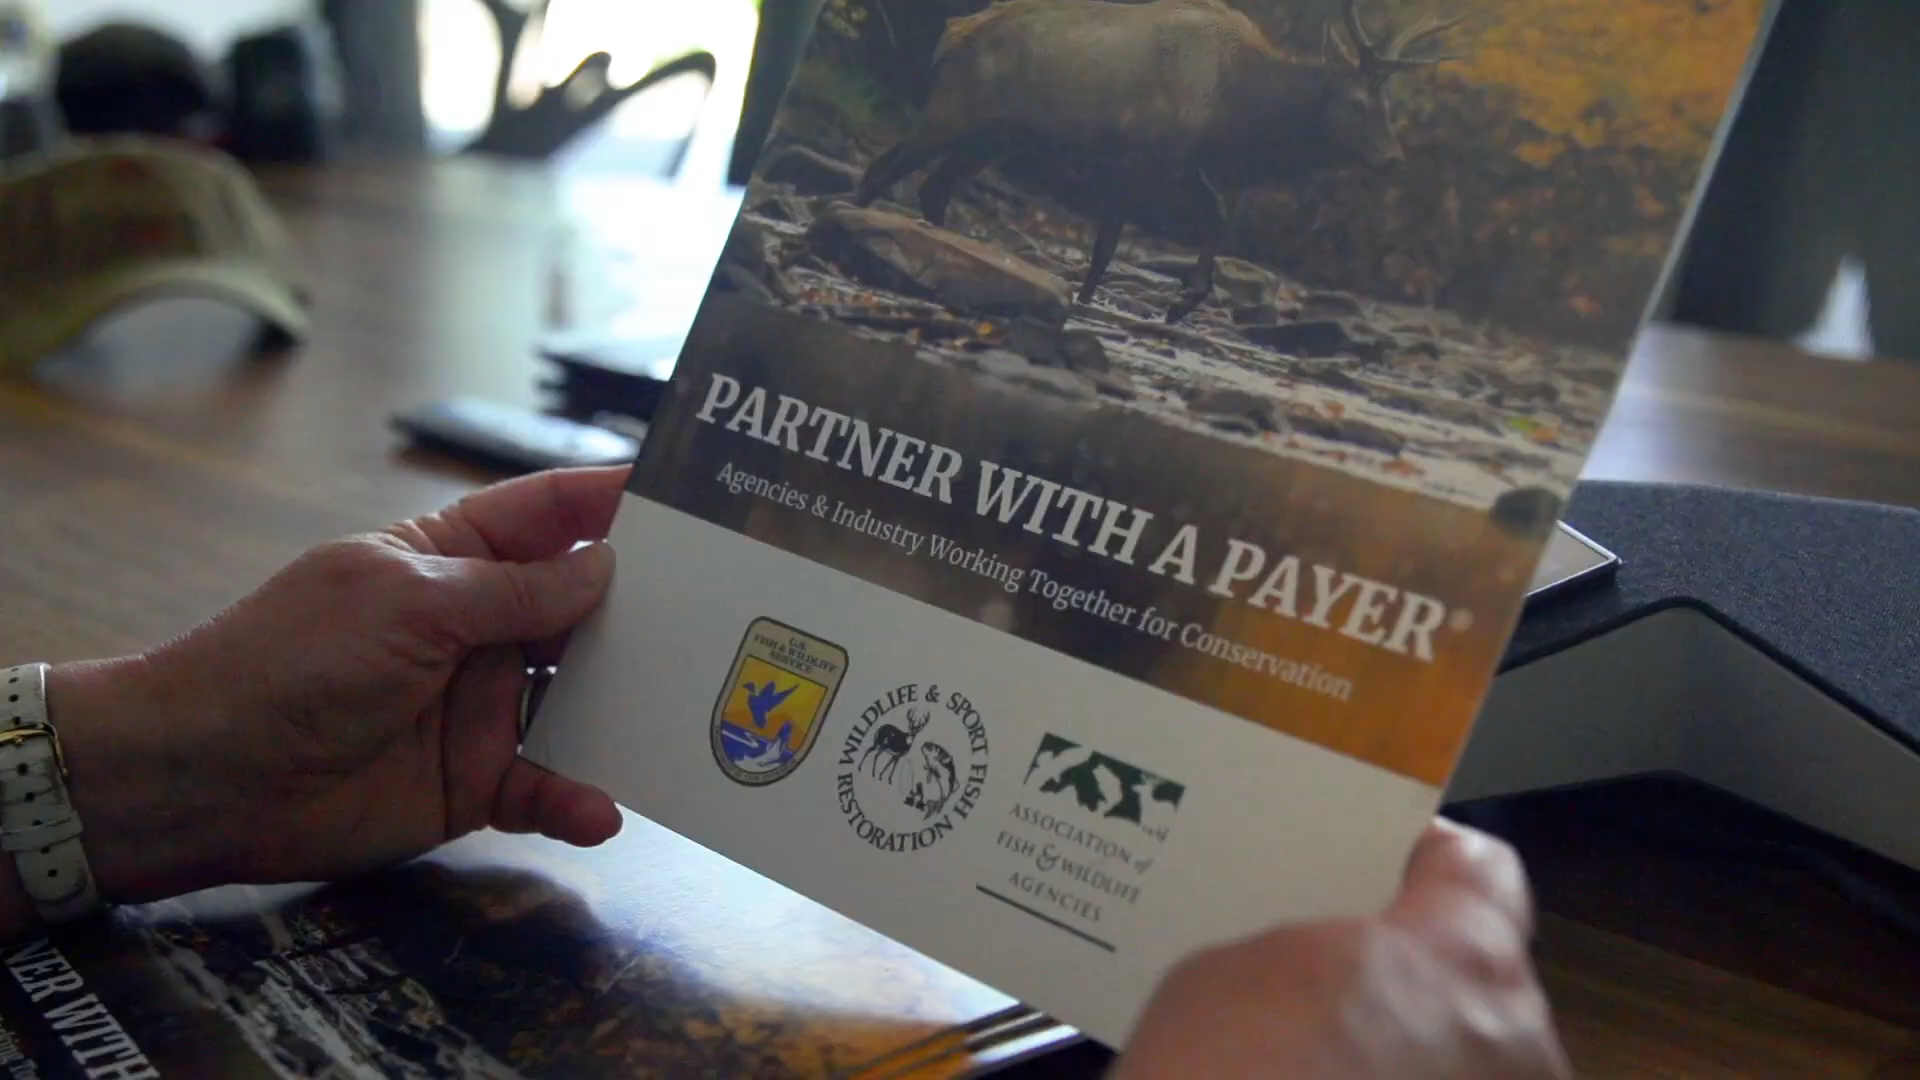 PARTNER WITH A PAYER®
Agencies & Industry Working Together for Conservation
U.S.
FISH & WILDLIFE
SERVICE
WILDLIFE & SPORT FISH
RESTORATION
ASSOCIATION of
FISH & WILDLIFE
AGENCIES
NER WITH